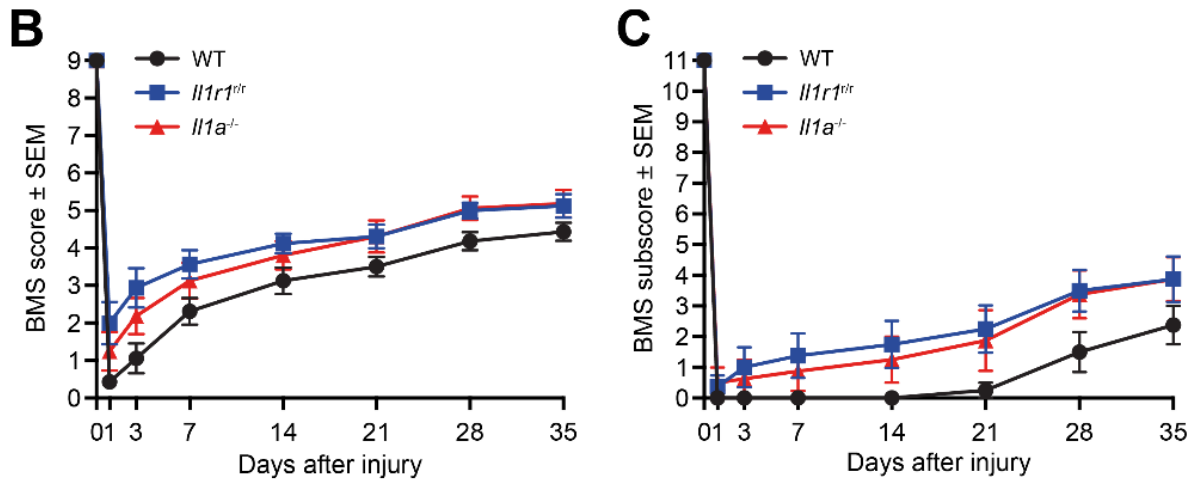 B
BMS score ± SEM
9
8
7
6
5
4
3
2
1
0
WT
Il1r1r/r
Il1a-/-
01 3 7 14 21 28 35
Days after injury
C
BMS subscore ± SEM
11
10
9
8
7
6
5
4
3
2
1
0
WT
Il1r1r/r
Il1a-/-
01 3 7 14 21 28 35
Days after injury